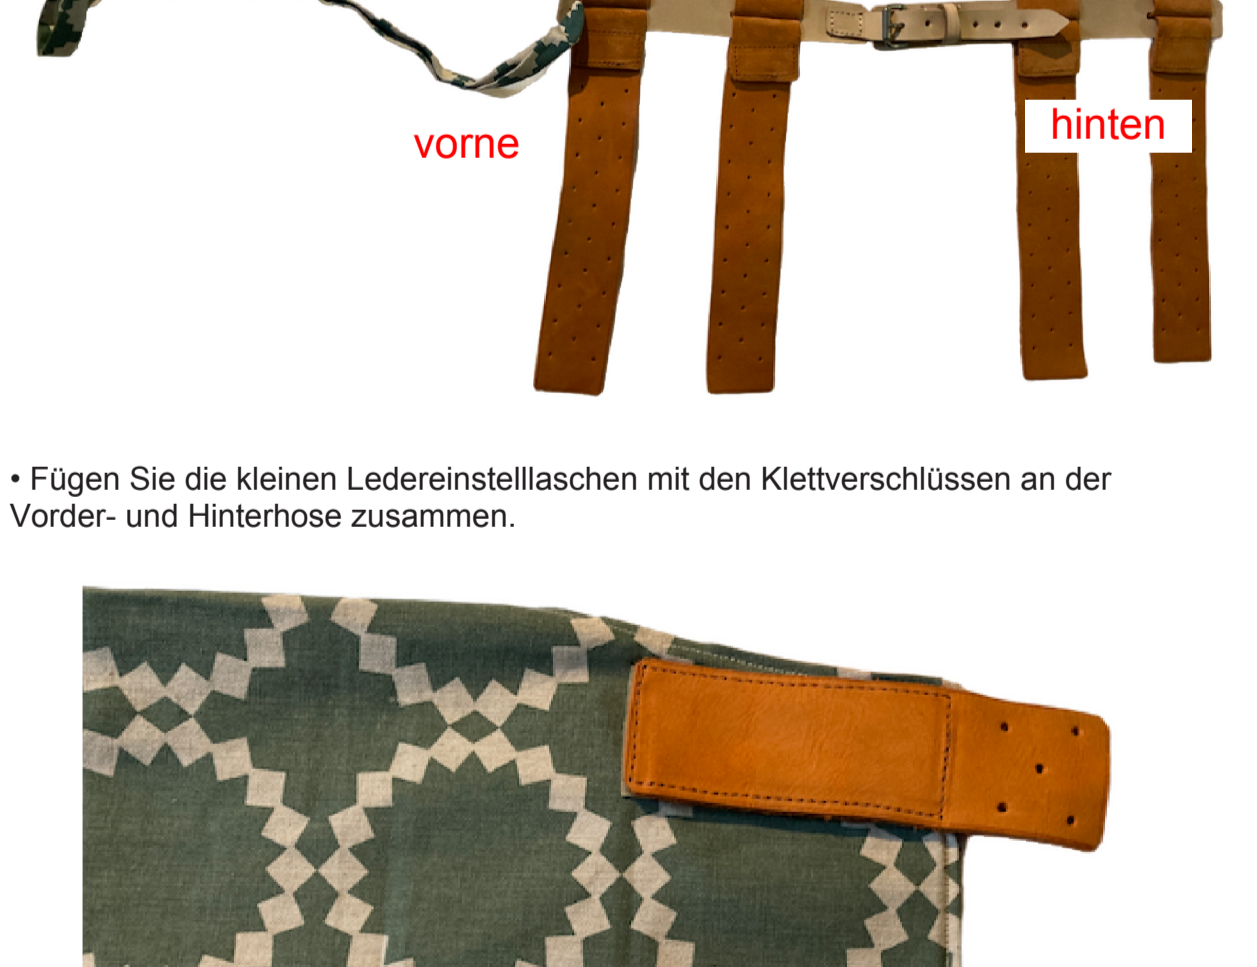 vorne
hinten
• Fügen Sie die kleinen Ledereinstelllaschen mit den Klettverschlüssen an der
Vorder- und Hinterhose zusammen.